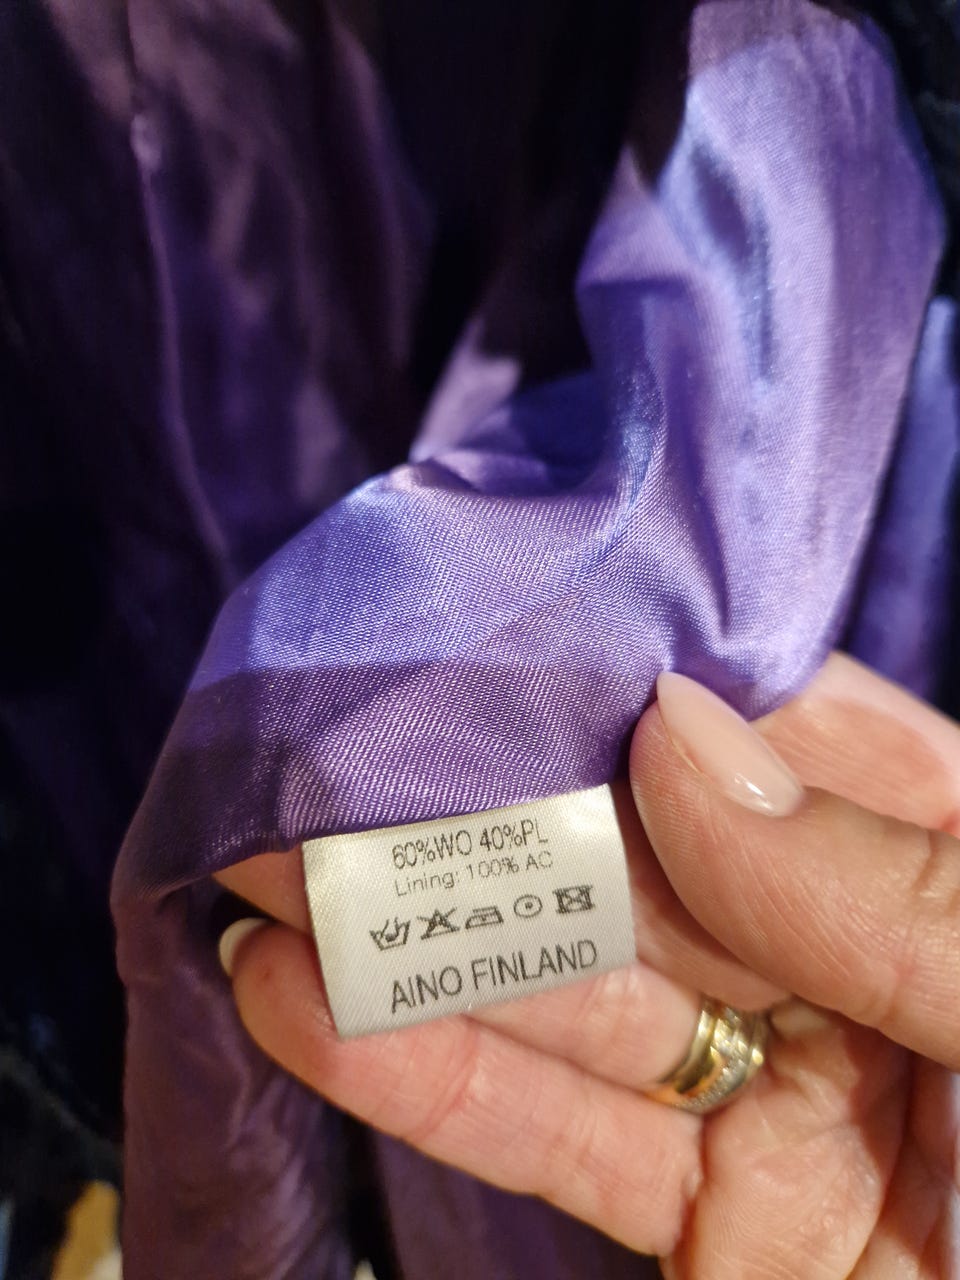 60%WO 40%PL
Lining: 100% AC
AINO FINLAND